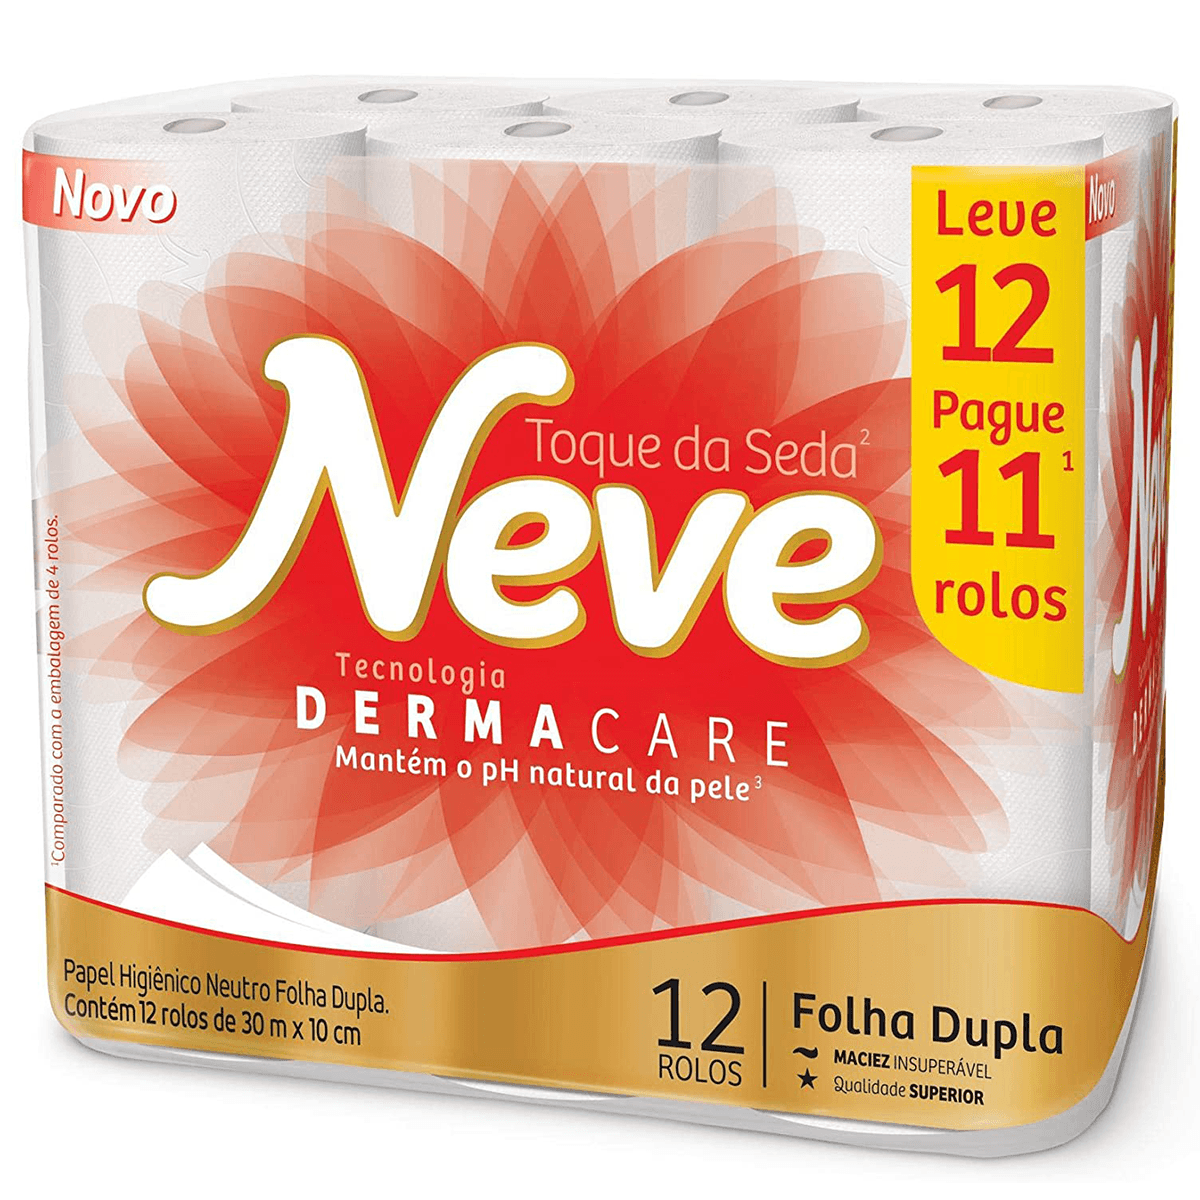 Novo
Leve
12
Pague
11¹
rolos
Toque da Seda²
Neve
Tecnologia
DERMACARE
Mantém o pH natural da pele³
¹Comparado com a embalagem de 4 rolos.
Papel Higiênico Neutro Folha Dupla.
Contém 12 rolos de 30 m x 10 cm
12
ROLOS
Folha Dupla
MACIEZ INSUPERÁVEL
Qualidade SUPERIOR
Novo